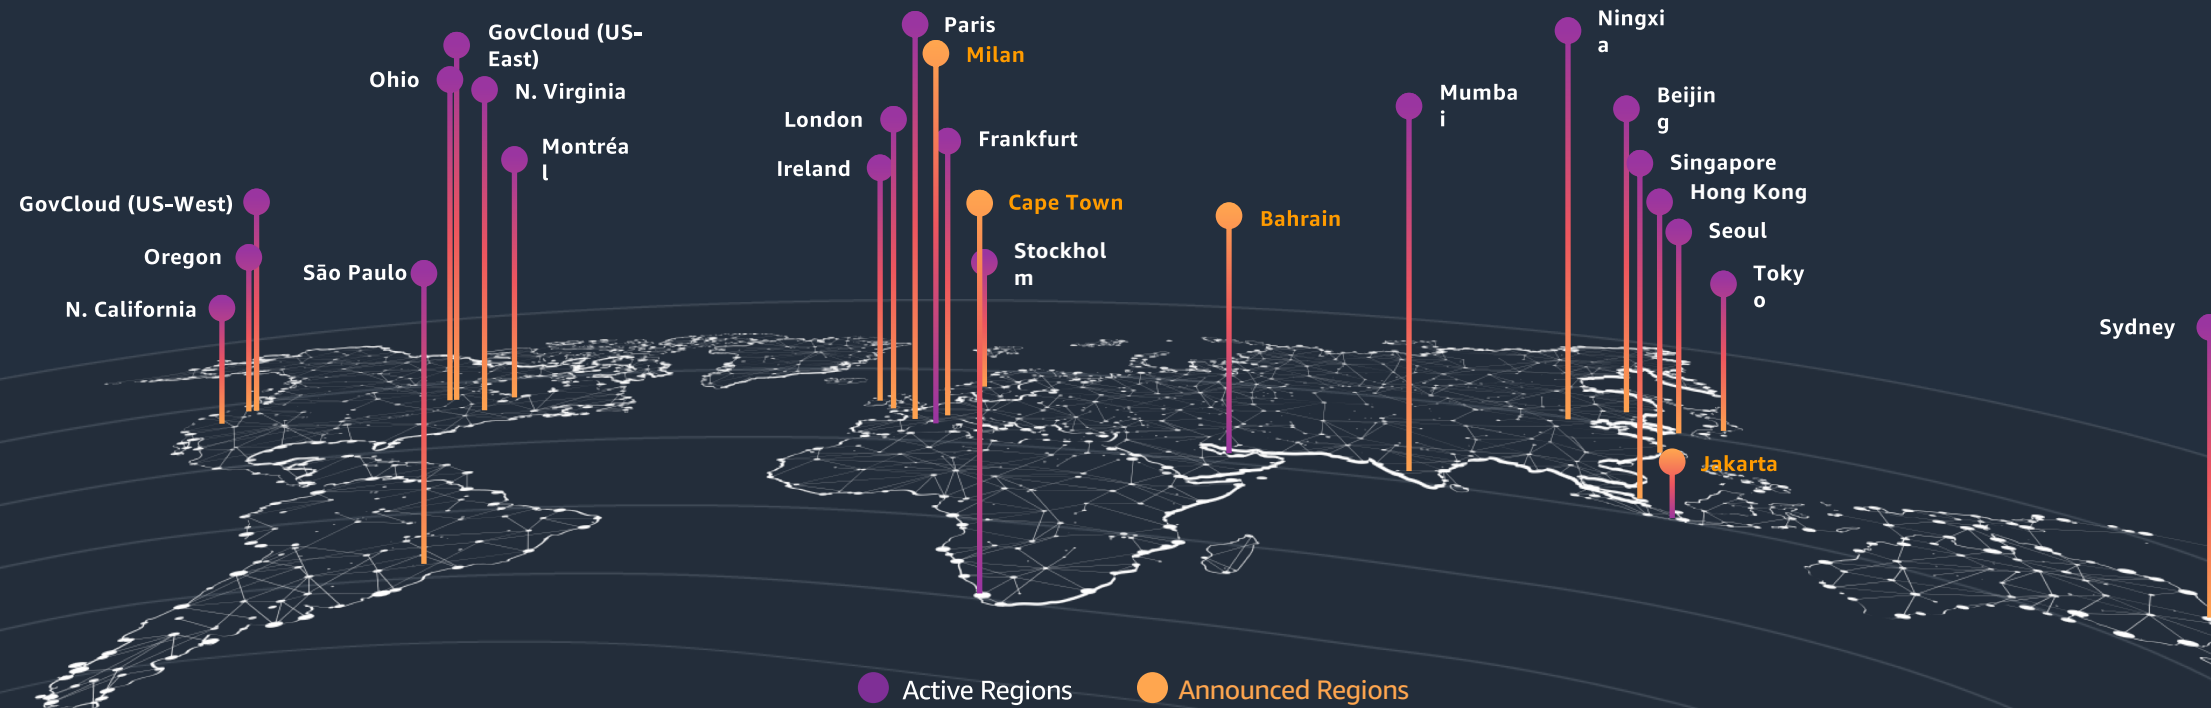 GovCloud (US-West)
Oregon
N. California
São Paulo
Ohio
GovCloud (US-
East)
N. Virginia
Montréa
l
London
Ireland
Paris
Milan
Frankfurt
Cape Town
Stockhol
m
Bahrain
Mumba
i
Ningxi
a
Beijin
g
Singapore
Hong Kong
Seoul
Toky
o
Jakarta
Sydney
Active Regions
Announced Regions